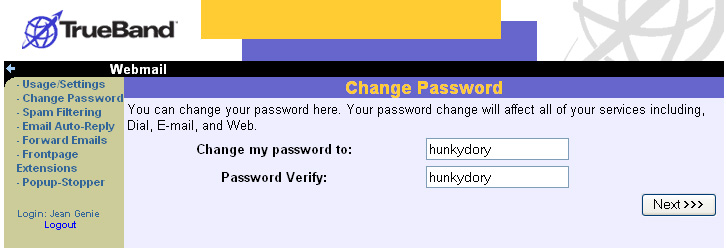 TrueBand
Webmail
- Usage/Settings
- Change Password
- Spam Filtering
- Email Auto-Reply
- Forward Emails
- Frontpage
Extensions
- Popup-Stopper
Login: Jean Genie
Logout
Change Password
You can change your password here. Your password change will affect all of your services including,
Dial, E-mail, and Web.
Change my password to: hunkydory
Password Verify: hunkydory
Next >>>